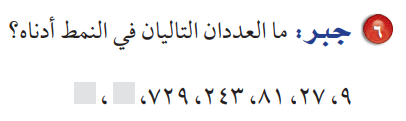 ٦ جبر: ما العددان التاليان في النمط أدناه؟
٩، ٢٧، ٨١، ٢٤٣، ٧٢٩، ،